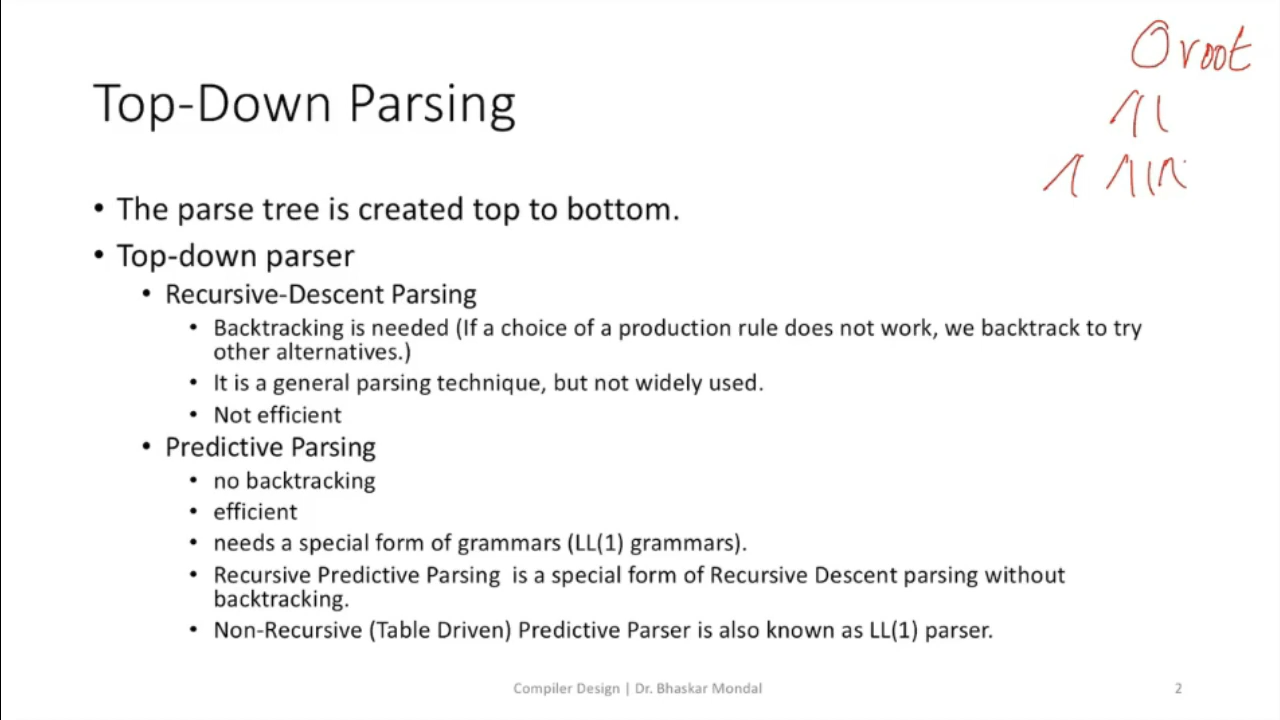 root
Top-Down Parsing
• The parse tree is created top to bottom.
• Top-down parser
• Recursive-Descent Parsing
• Backtracking is needed (If a choice of a production rule does not work, we backtrack to try
other alternatives.)
• It is a general parsing technique, but not widely used.
• Not efficient
• Predictive Parsing
• no backtracking
• efficient
• needs a special form of grammars (LL(1) grammars).
• Recursive Predictive Parsing is a special form of Recursive Descent parsing without
backtracking.
• Non-Recursive (Table Driven) Predictive Parser is also known as LL(1) parser.
Compiler Design | Dr. Bhaskar Mondal
2